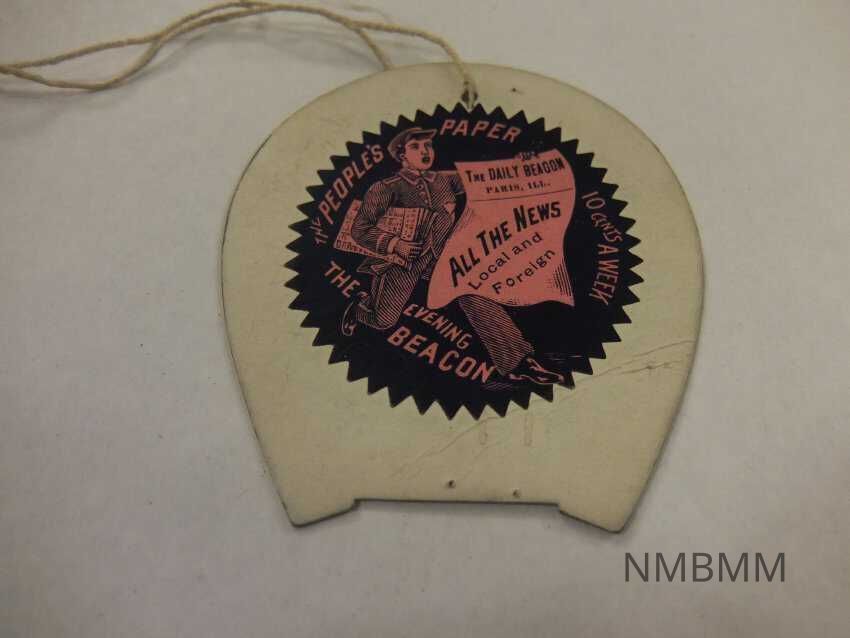 THE PEOPLE'S PAPER
10 CENTS A WEEK
THE DAILY BEACON
PARIS, ILL.
ALL THE NEWS
Local and
Foreign
THE
EVENING
BEACON
NMBMM